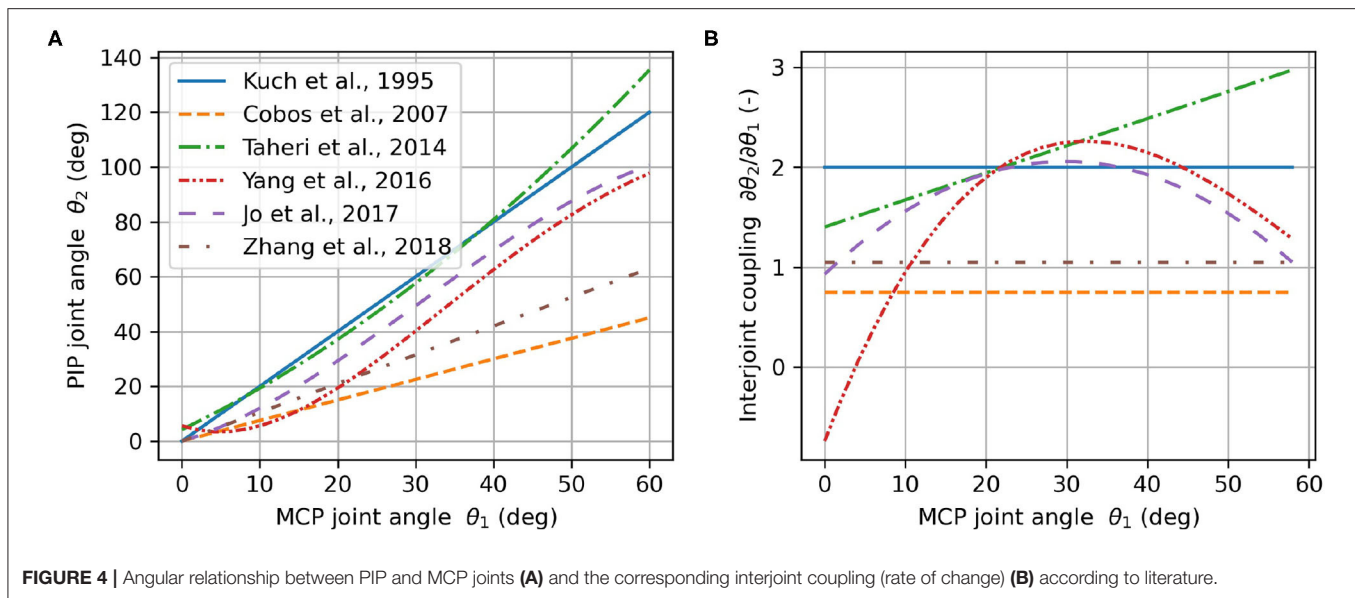 A
PIP joint angle θ₂ (deg)
140
120
100
80
60
40
20
0
Kuch et al., 1995
Cobos et al., 2007
Taheri et al., 2014
Yang et al., 2016
Jo et al., 2017
Zhang et al., 2018
0 10 20 30 40 50 60
MCP joint angle θ₁ (deg)
B
Interjoint coupling ∂θ₂/∂θ₁ (-)
3
2
1
0
0 10 20 30 40 50 60
MCP joint angle θ₁ (deg)
FIGURE 4 | Angular relationship between PIP and MCP joints (A) and the corresponding interjoint coupling (rate of change) (B) according to literature.